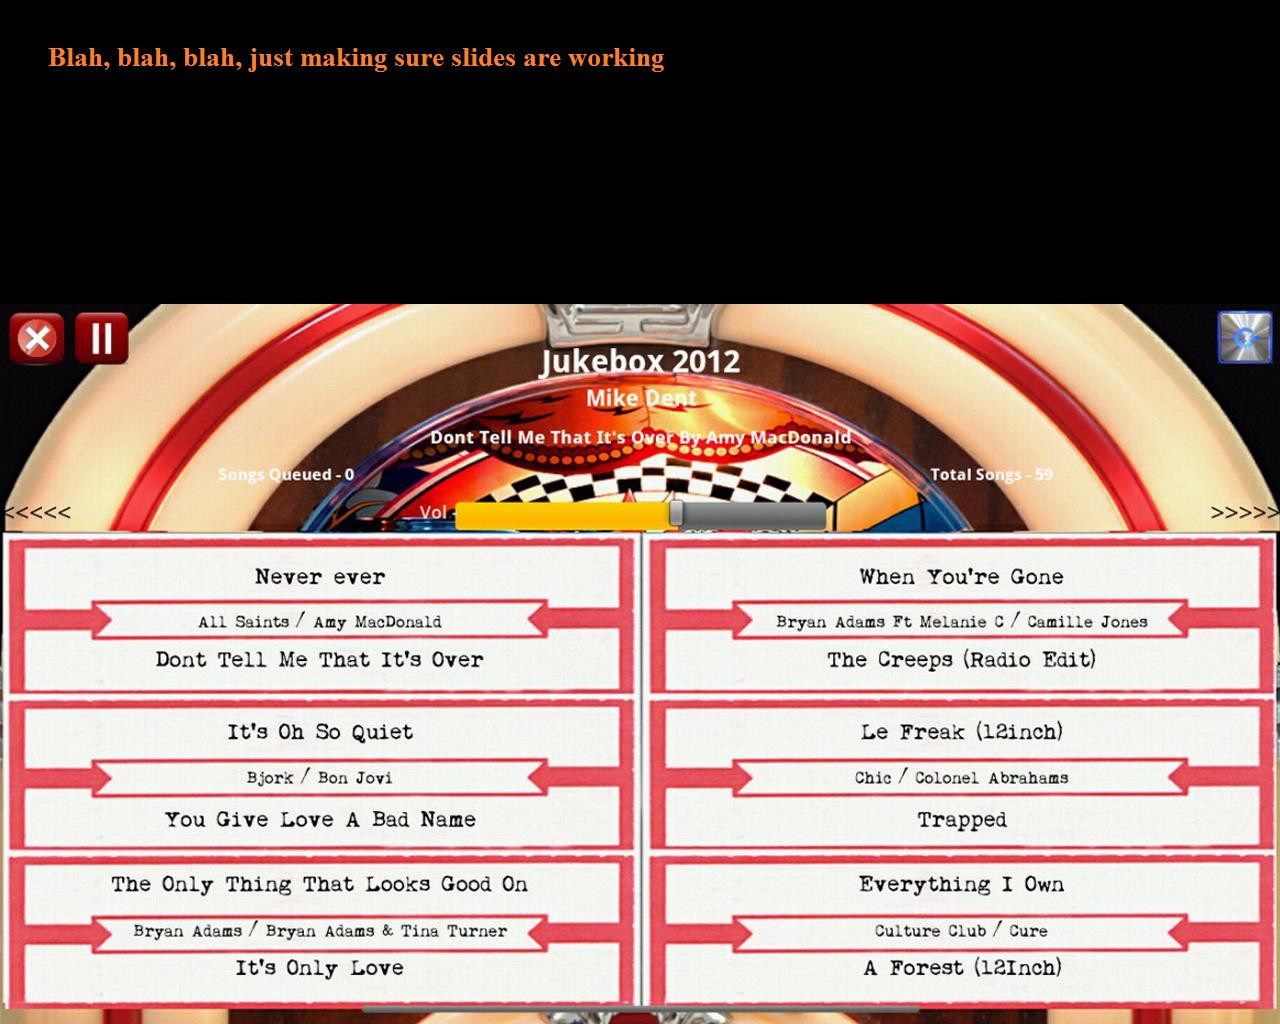 Blah, blah, blah, just making sure slides are working
Jukebox 2012
Mike Dent
Dont Tell Me That It's Over By Amy MacDonald
Songs Queued - 0
Total Songs - 59
<<<<<
Vol -
>>>>>
Never ever
All Saints / Amy MacDonald
Dont Tell Me That It's Over
When You're Gone
Bryan Adams Ft Melanie C / Camille Jones
The Creeps (Radio Edit)
It's Oh So Quiet
Bjork / Bon Jovi
You Give Love A Bad Name
Le Freak (12inch)
Chic / Colonel Abrahams
Trapped
The Only Thing That Looks Good On
Bryan Adams / Bryan Adams & Tina Turner
It's Only Love
Everything I Own
Culture Club / Cure
A Forest (12Inch)